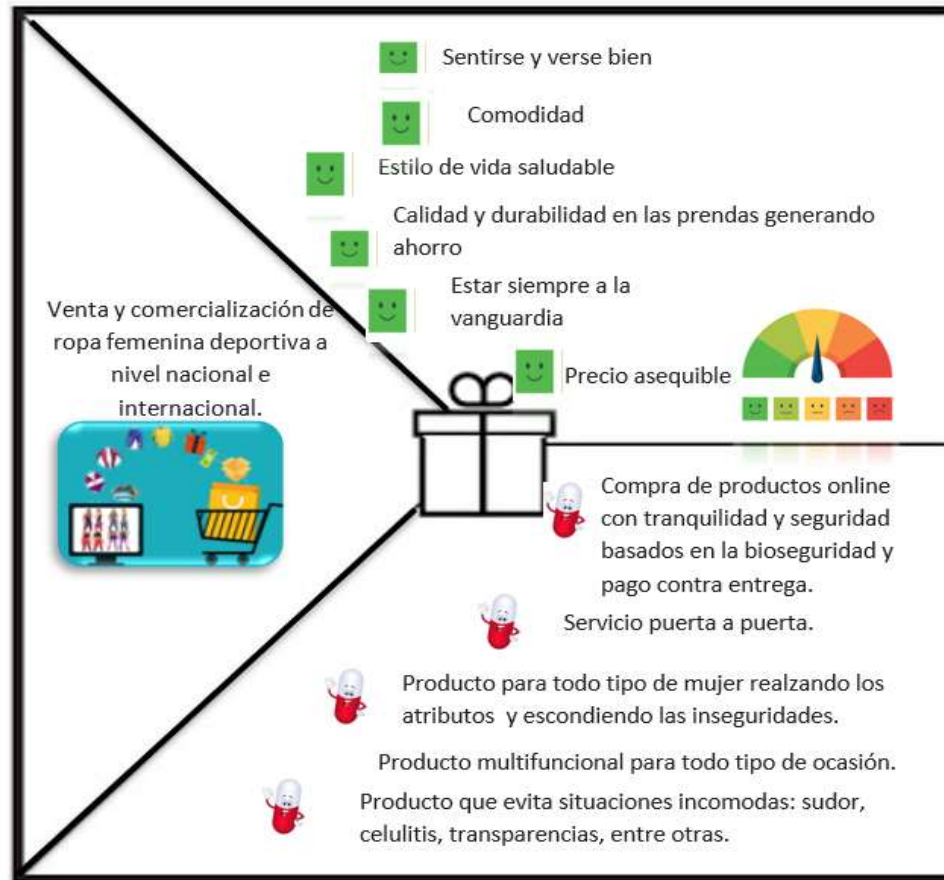 Sentirse y verse bien
Comodidad
Estilo de vida saludable
Calidad y durabilidad en las prendas generando
ahorro
Estar siempre a la
vanguardia
Precio asequible
Venta y comercialización de
ropa femenina deportiva a
nivel nacional e
internacional.
Compra de productos online
con tranquilidad y seguridad
basados en la bioseguridad y
pago contra entrega.
Servicio puerta a puerta.
Producto para todo tipo de mujer realzando los
atributos y escondiendo las inseguridades.
Producto multifuncional para todo tipo de ocasión.
Producto que evita situaciones incomodas: sudor,
celulitis, transparencias, entre otras.